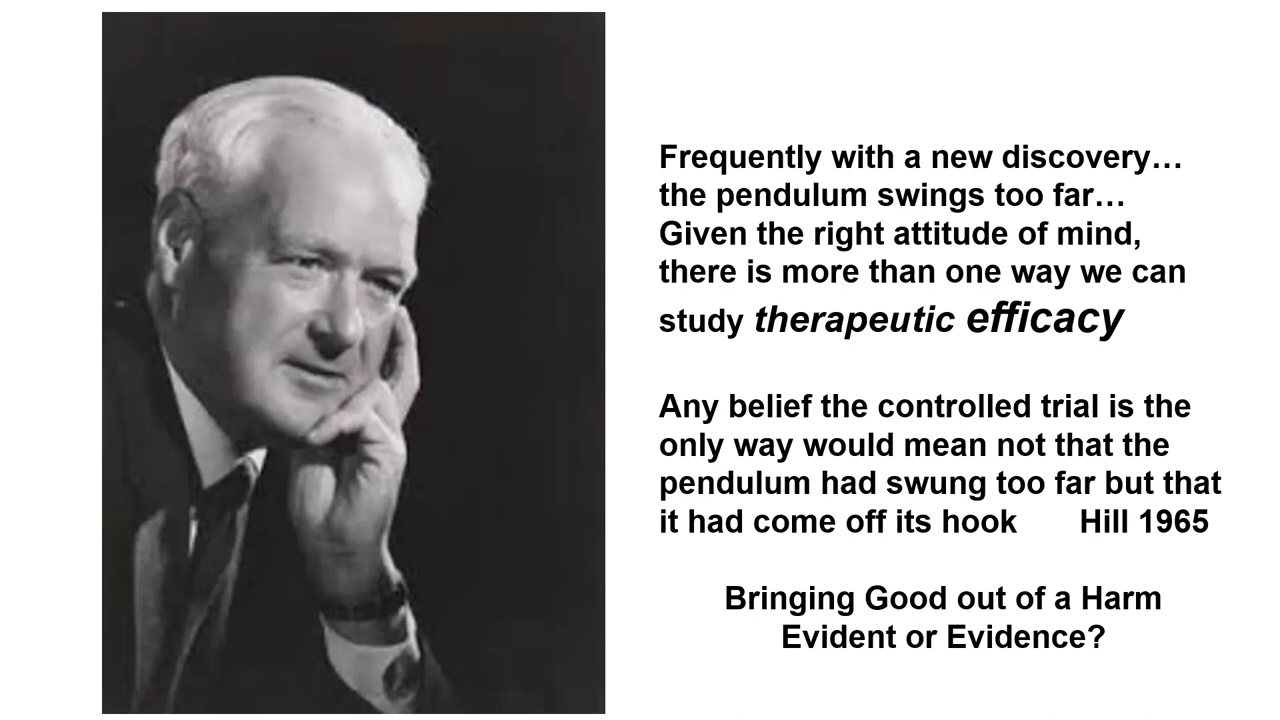 Frequently with a new discovery…
the pendulum swings too far…
Given the right attitude of mind,
there is more than one way we can
study therapeutic efficacy
Any belief the controlled trial is the
only way would mean not that the
pendulum had swung too far but that
it had come off its hook Hill 1965
Bringing Good out of a Harm
Evident or Evidence?